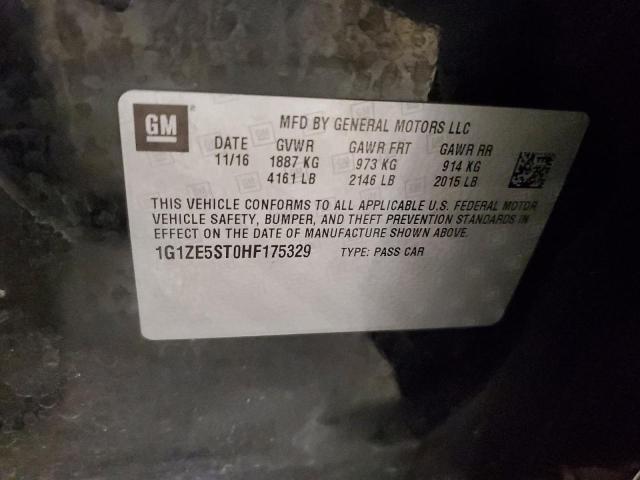 GM
MFD BY GENERAL MOTORS LLC
DATE GVWR GAWR FRT GAWR RR
11/16 1887 KG 973 KG 914 KG
4161 LB 2146 LB 2015 LB
THIS VEHICLE CONFORMS TO ALL APPLICABLE U.S. FEDERAL MOTOR
VEHICLE SAFETY, BUMPER, AND THEFT PREVENTION STANDARDS IN
EFFECT ON THE DATE OF MANUFACTURE SHOWN ABOVE.
1G1ZE5ST0HF175329 TYPE: PASS CAR